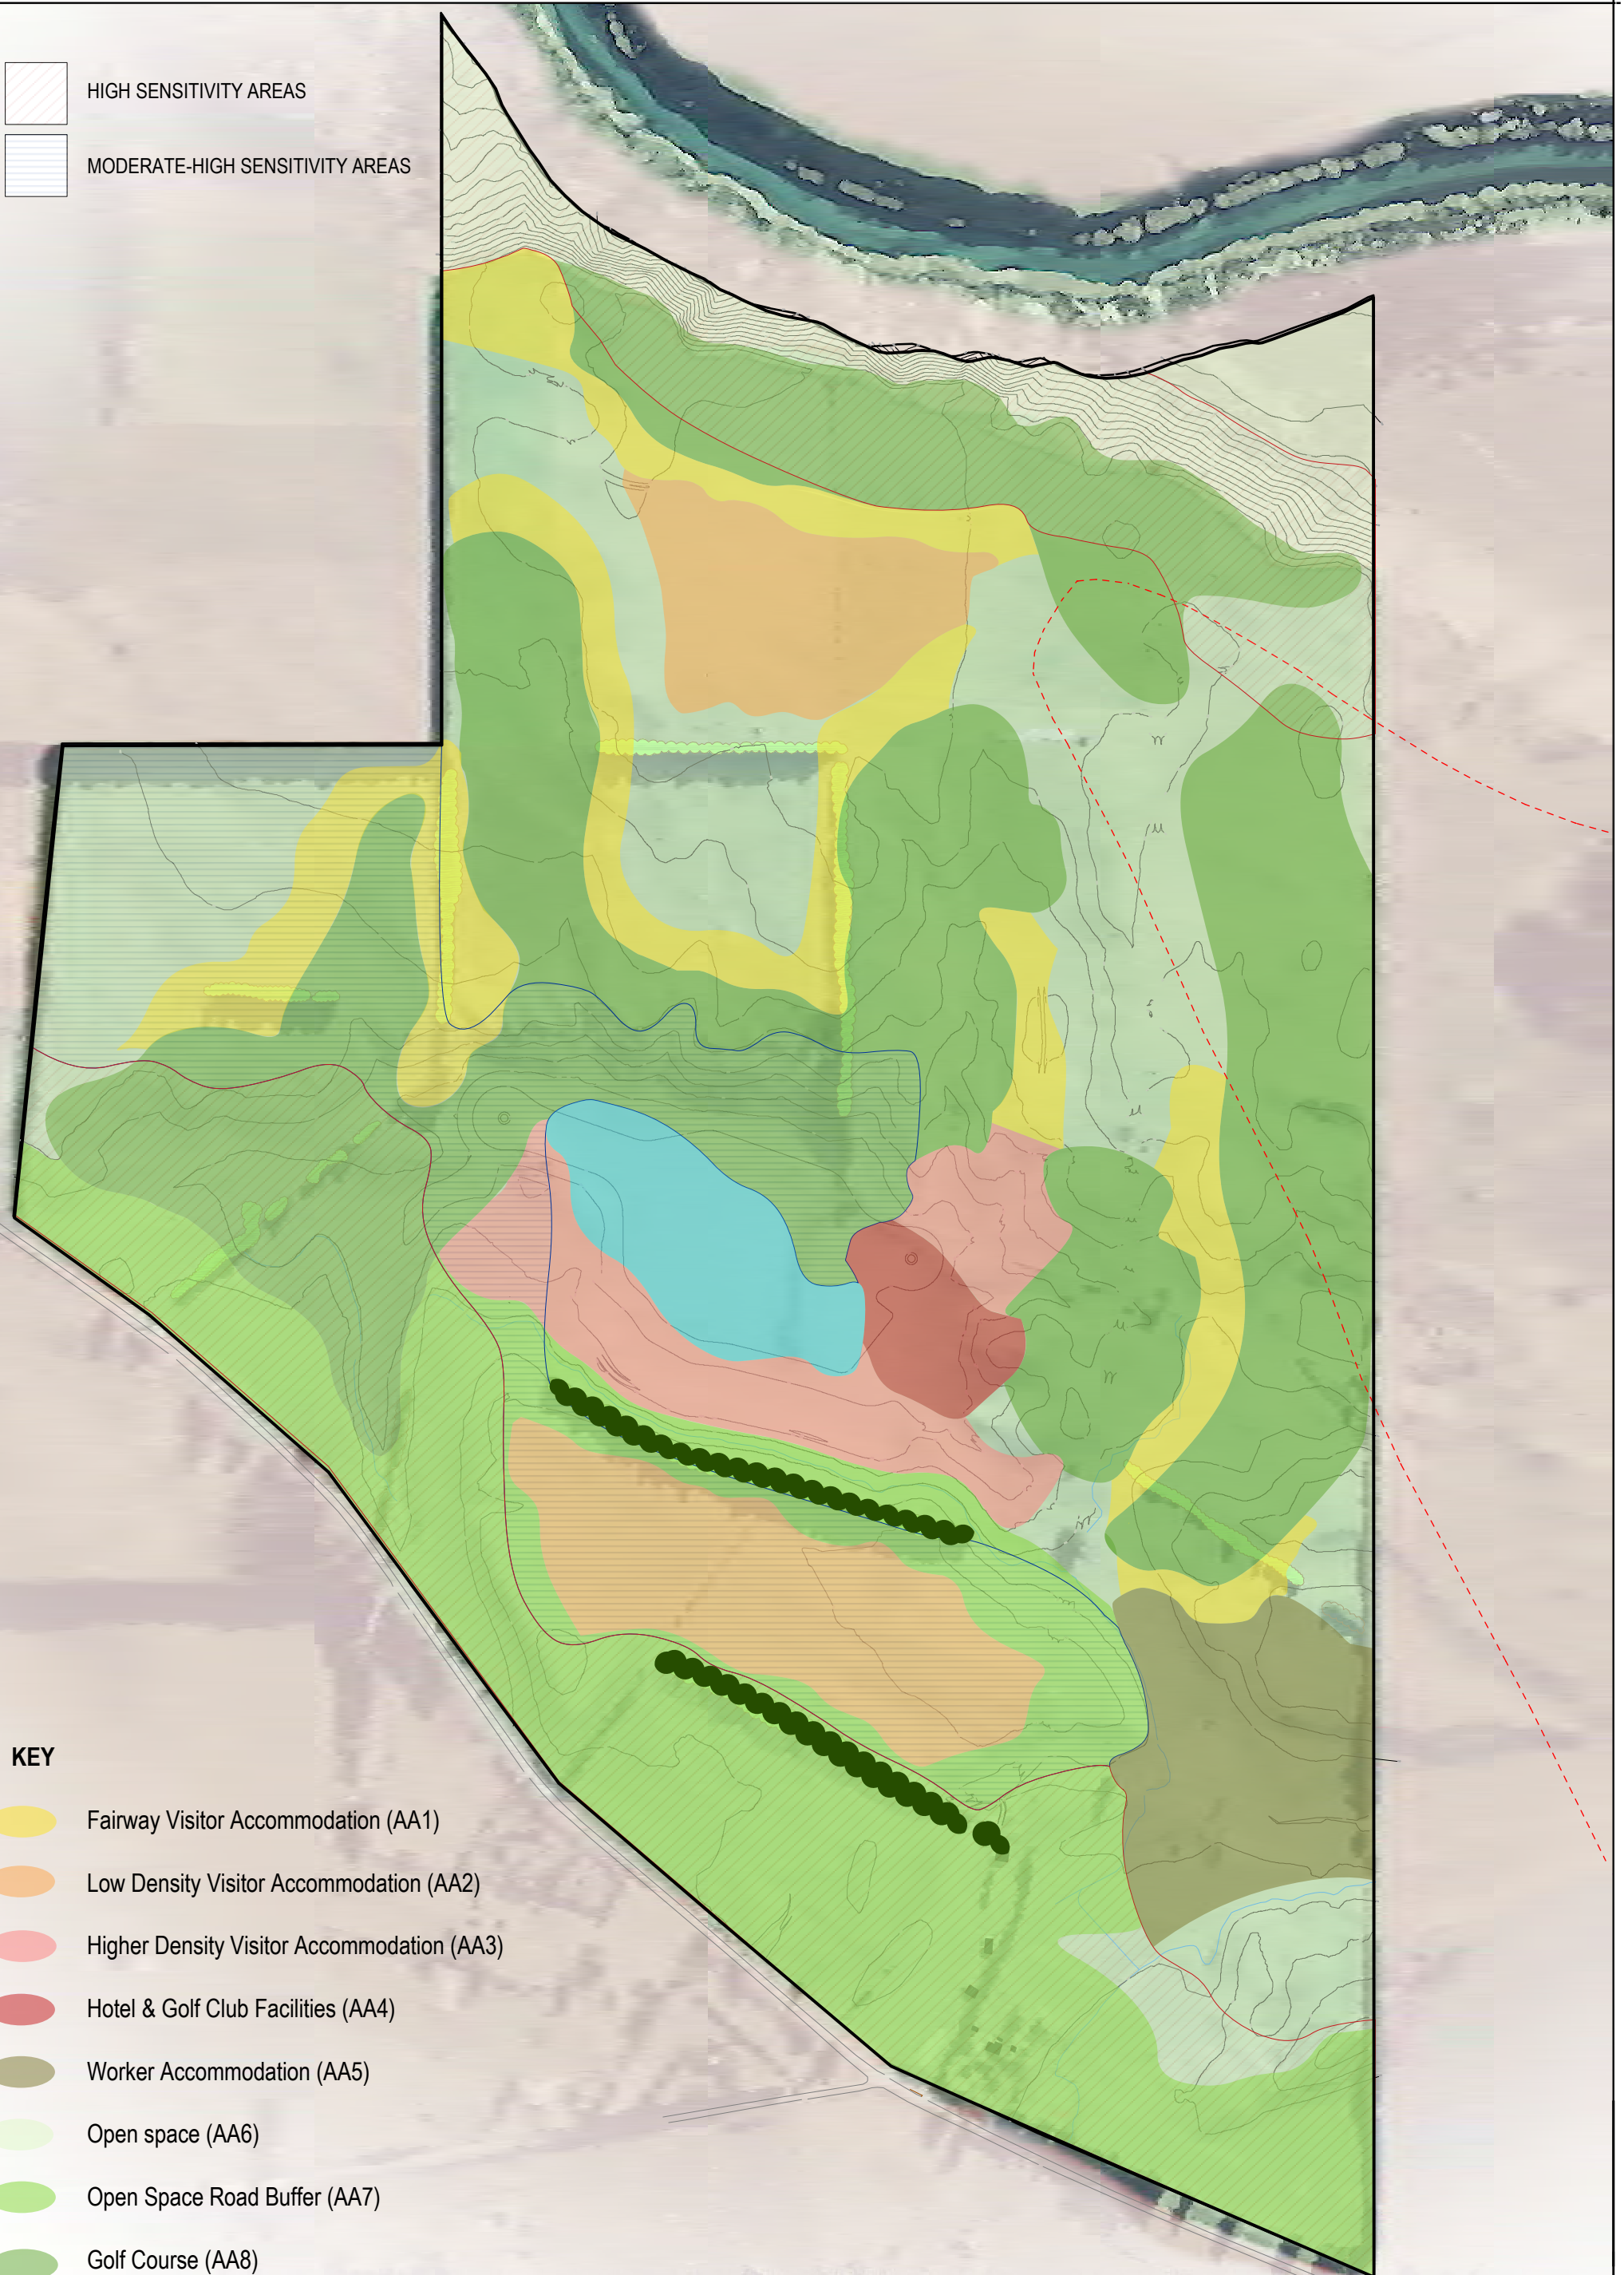 HIGH SENSITIVITY AREAS
MODERATE-HIGH SENSITIVITY AREAS
KEY
Fairway Visitor Accommodation (AA1)
Low Density Visitor Accommodation (AA2)
Higher Density Visitor Accommodation (AA3)
Hotel & Golf Club Facilities (AA4)
Worker Accommodation (AA5)
Open space (AA6)
Open Space Road Buffer (AA7)
Golf Course (AA8)